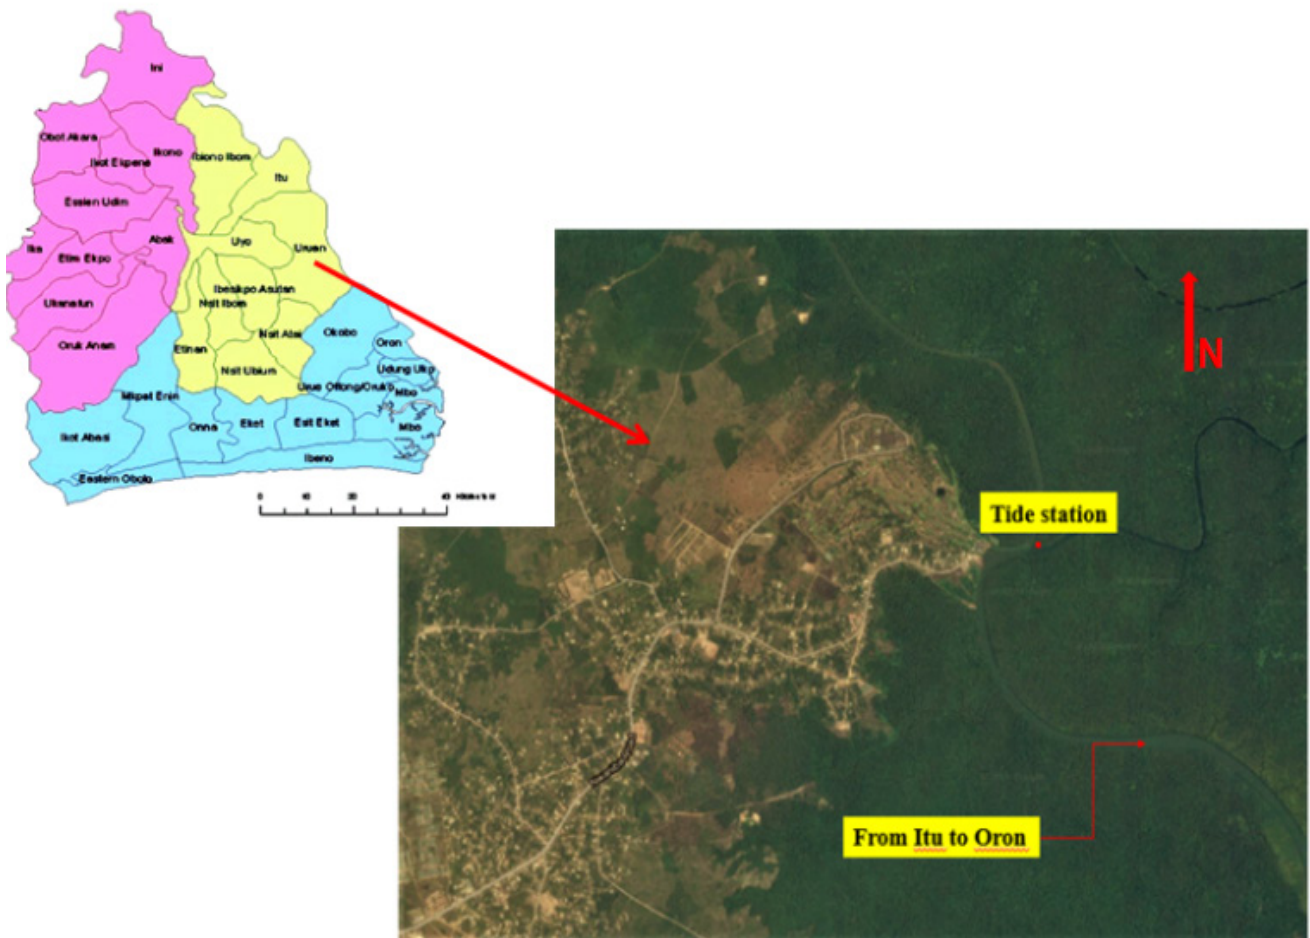 Ini
Obot Akara
Ikot Ekpene
Ikono
Ibiono Ibom
Itu
Essien Udim
Ika
Abak
Etim Ekpo
Uyo
Uruan
Ukanafun
Ibesikpo Asutan
Nsit Ibom
Oruk Anam
Etinan
Nsit Atai
Okobo
Oron
Nsit Ubium
Udung Uko
Urue Offong/Oruko
Mbo
Mkpat Enin
Ikot Abasi
Onna
Eket
Esit Eket
Mbo
Ibeno
Eastern Obolo
0 10 20 40
N
Tide station
From Itu to Oron